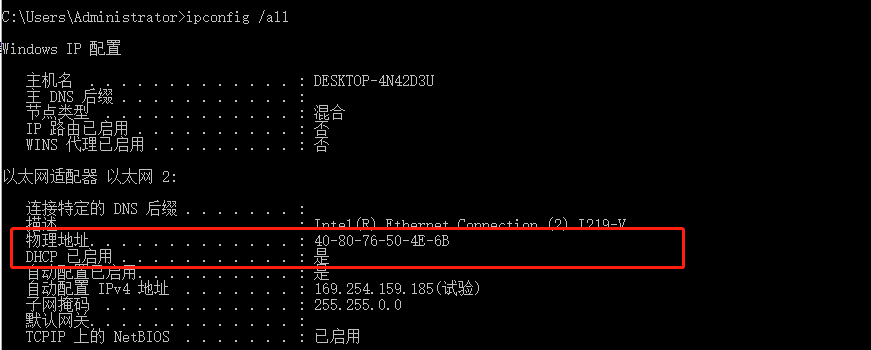 C:\Users\Administrator>ipconfig /all
Windows IP 配置
主机名 . . . . . . . . . . . . . : DESKTOP-4N42D3U
主 DNS 后缀 . . . . . . . . . . . :
节点类型 . . . . . . . . . . . . : 混合
IP 路由已启用 . . . . . . . . . . : 否
WINS 代理已启用 . . . . . . . . . : 否
以太网适配器 以太网 2:
连接特定的 DNS 后缀 . . . . . . . :
描述. . . . . . . . . . . . . . . : Intel(R) Ethernet Connection (2) I219-V
物理地址. . . . . . . . . . . . . : 40-80-76-50-4E-6B
DHCP 已启用 . . . . . . . . . . . : 是
自动配置已启用. . . . . . . . . . : 是
自动配置 IPv4 地址 . . . . . . . : 169.254.159.185(试验)
子网掩码 . . . . . . . . . . . . : 255.255.0.0
默认网关. . . . . . . . . . . . . :
TCPIP 上的 NetBIOS . . . . . . . : 已启用